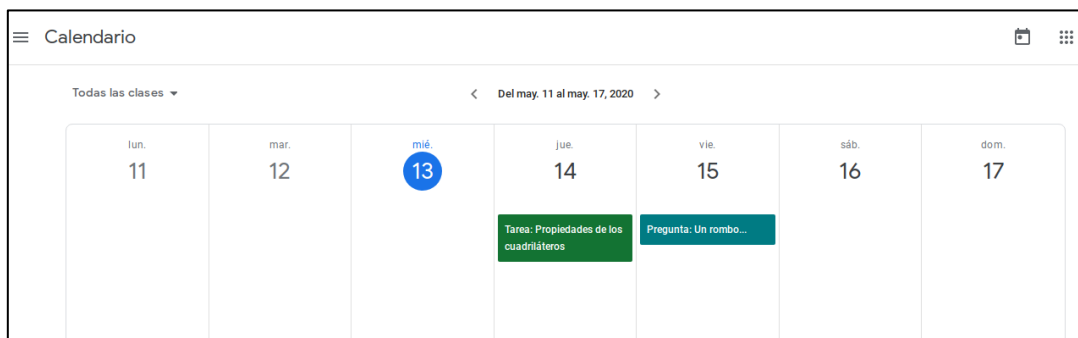 Calendario
Todas las clases
Del may. 11 al may. 17, 2020
lun. mar. mié. jue. vie. sáb. dom.
11 12 13 14 15 16 17
Tarea: Propiedades de los
cuadriláteros
Pregunta: Un rombo...